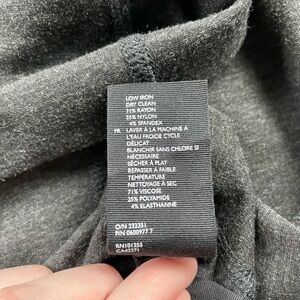 LOW IRON
DRY CLEAN
71% RAYON
25% NYLON
4% SPANDEX
FR LAVER À LA MACHINE À
L'EAU FROIDE CYCLE
DÉLICAT
BLANCHIR SANS CHLORE SI
NÉCESSAIRE
SÉCHER À PLAT
REPASSER À FAIBLE
TEMPÉRATURE
NETTOYAGE À SEC
71% VISCOSE
25% POLYAMIDE
4% ELASTHANNE
O/N 232351
P/N 0600977 7
RN101255
CA42271